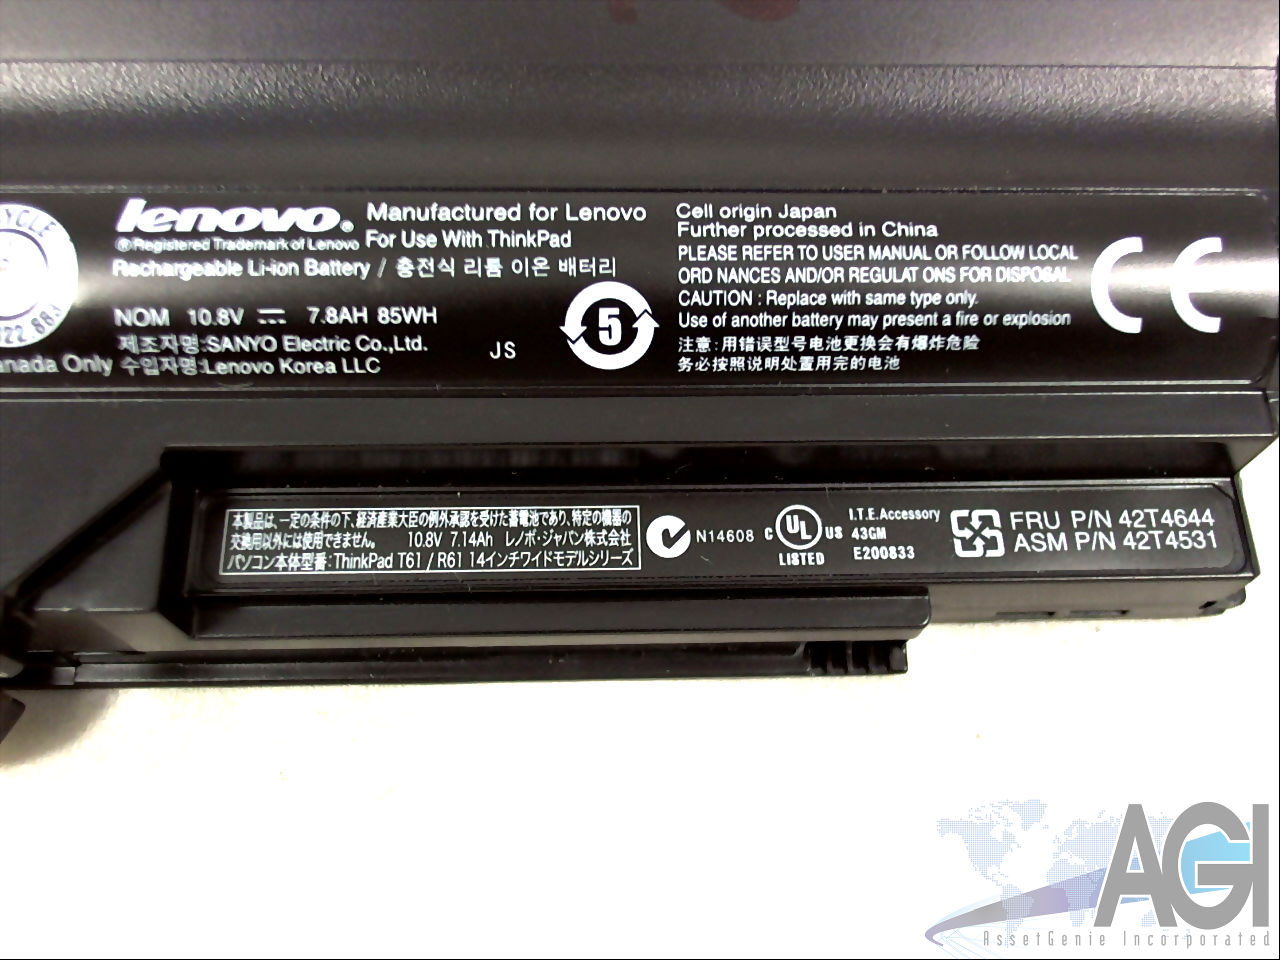 lenovo®
® Registered Trademark of Lenovo
Manufactured for Lenovo
For Use With ThinkPad
Rechargeable Li-ion Battery / 충전식 리튬 이온 배터리
NOM 10.8V ⎓ 7.8AH 85WH
제조자명:SANYO Electric Co.,Ltd.
Canada Only 수입자명:Lenovo Korea LLC
JS
5
Cell origin Japan
Further processed in China
PLEASE REFER TO USER MANUAL OR FOLLOW LOCAL
ORD NANCES AND/OR REGULAT ONS FOR DISPOSAL
CAUTION : Replace with same type only.
Use of another battery may present a fire or explosion
注意:用错误型号电池更换会有爆炸危险
务必按照说明处置用完的电池
CE
本製品は、一定の条件の下、経済産業大臣の例外承認を受けた蓄電池であり、特定の機器の
交換用以外には使用できません。 10.8V 7.14Ah レノボ・ジャパン株式会社
パソコン本体型番:ThinkPad T61 / R61 14インチワイドモデルシリーズ
N14608
C UL US
LISTED
I.T.E.Accessory
43GM
E200833
FRU P/N 42T4644
ASM P/N 42T4531
AGI
AssetGenie Incorporated